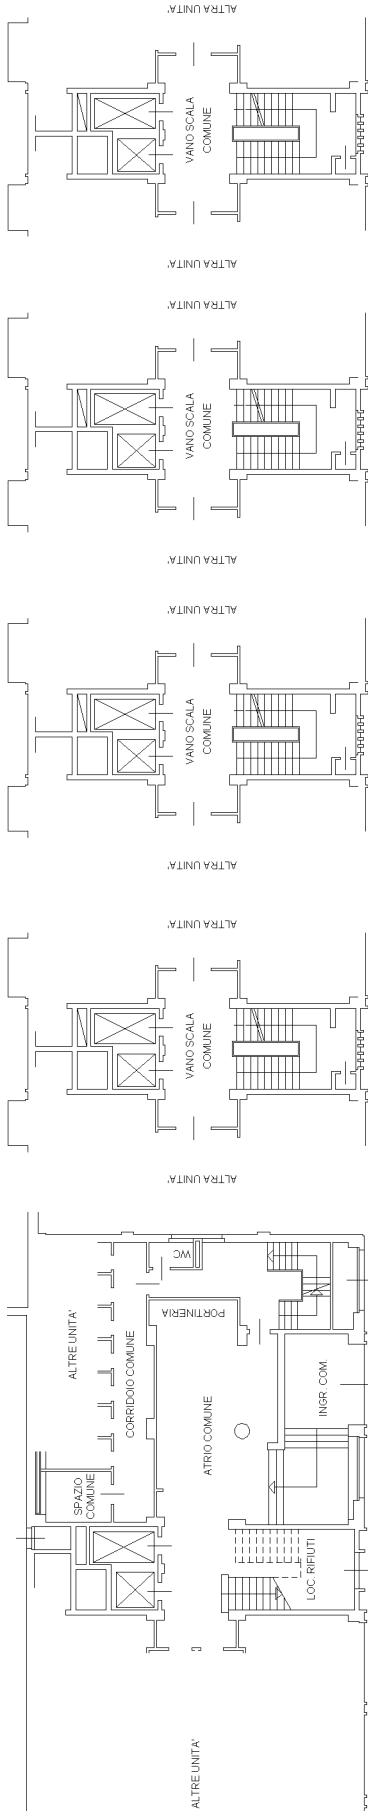 ALTRA UNITA'
VANO SCALA
COMUNE
ALTRA UNITA'
ALTRA UNITA'
VANO SCALA
COMUNE
ALTRA UNITA'
ALTRA UNITA'
VANO SCALA
COMUNE
ALTRA UNITA'
ALTRA UNITA'
VANO SCALA
COMUNE
ALTRA UNITA'
WC
PORTINERIA
ALTRE UNITA'
CORRIDOIO COMUNE
ATRIO COMUNE
INGR. COM.
SPAZIO
COMUNE
LOC. RIFIUTI
ALTRE UNITA'